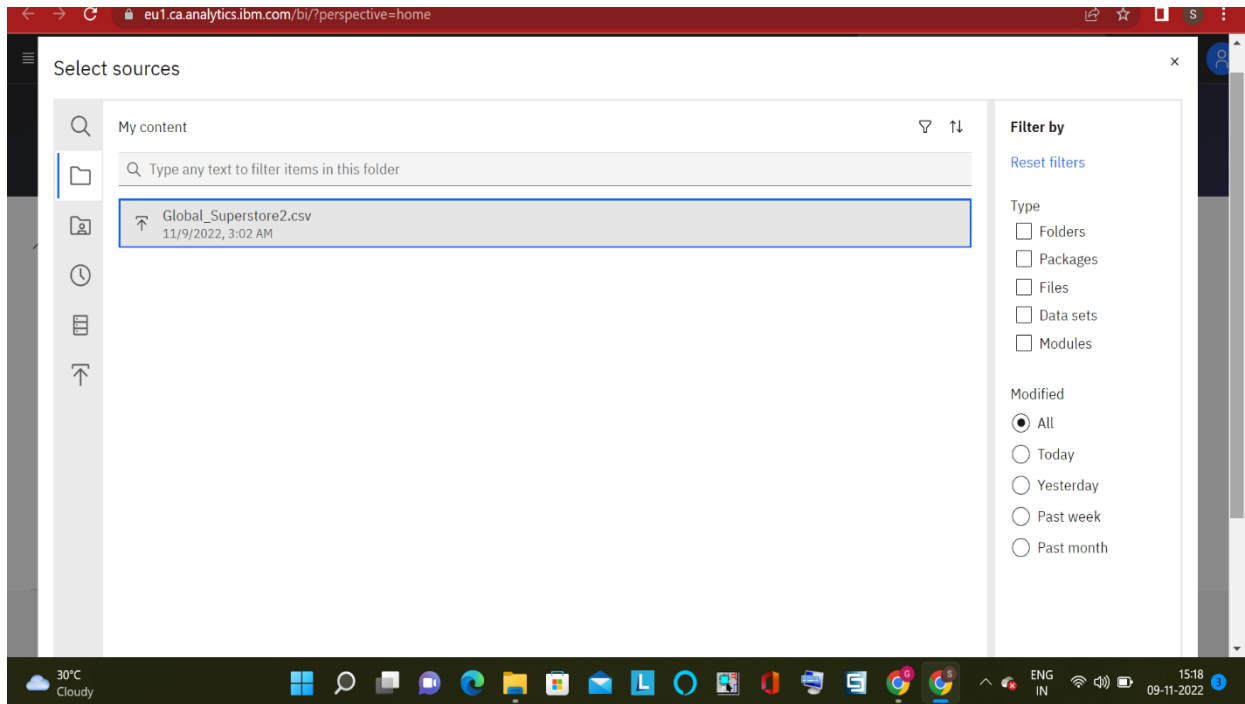 eu1.ca.analytics.ibm.com/bi/?perspective=home
S
Select sources
×
My content
Type any text to filter items in this folder
Global_Superstore2.csv
11/9/2022, 3:02 AM
Filter by
Reset filters
Type
Folders
Packages
Files
Data sets
Modules
Modified
All
Today
Yesterday
Past week
Past month
30°C
Cloudy
L
S
G
S
ENG
IN
15:18
09-11-2022
3